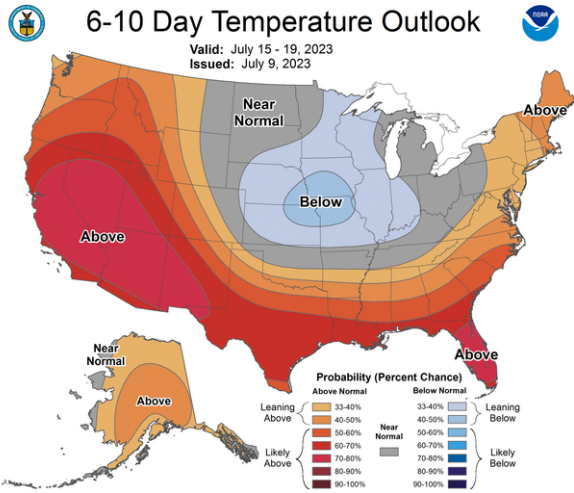 6-10 Day Temperature Outlook
Valid: July 15 - 19, 2023
Issued: July 9, 2023
NOAA
Near
Normal
Above
Below
Above
Above
Near
Normal
Above
Probability (Percent Chance)
Above Normal
Below Normal
Leaning
Above
33-40%
40-50%
Likely
Above
50-60%
60-70%
70-80%
80-90%
90-100%
Near
Normal
33-40%
40-50%
Leaning
Below
50-60%
60-70%
70-80%
80-90%
90-100%
Likely
Below